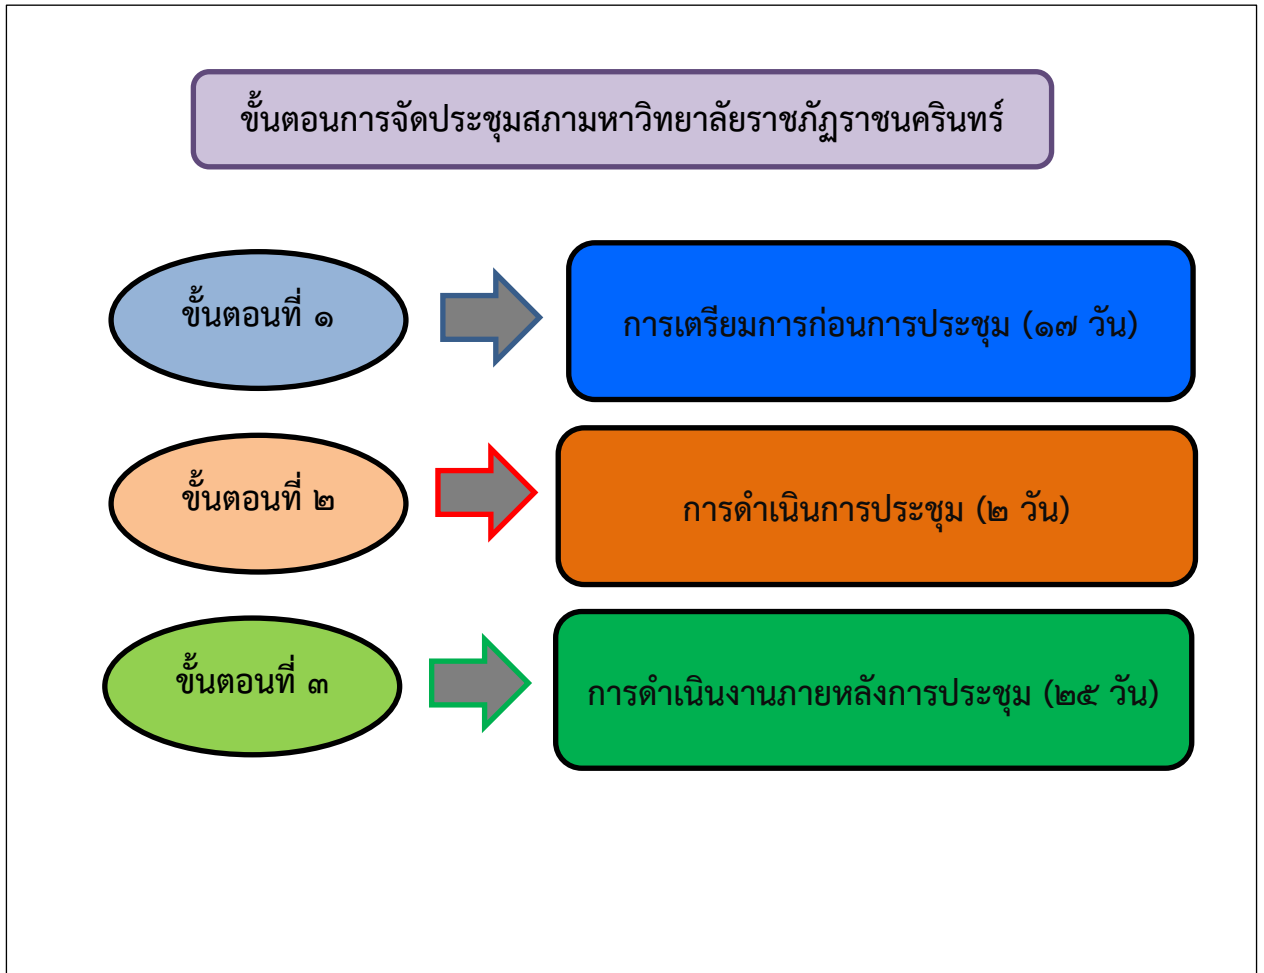 ขั้นตอนการจัดประชุมสภามหาวิทยาลัยราชภัฏราชนครินทร์
ขั้นตอนที่ ๑
การเตรียมการก่อนการประชุม (๑๗ วัน)
ขั้นตอนที่ ๒
การดำเนินการประชุม (๒ วัน)
ขั้นตอนที่ ๓
การดำเนินงานภายหลังการประชุม (๒๕ วัน)